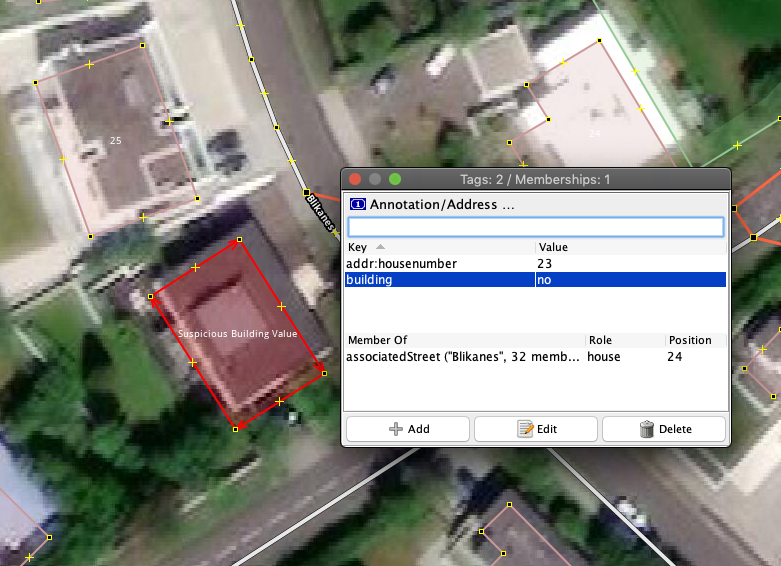 25
24
Blikanes
Suspicious Building Value
Tags: 2 / Memberships: 1
Annotation/Address ...
Key Value
addr:housenumber 23
building no
Member Of Role Position
associatedStreet ("Blikanes", 32 memb... house 24
Add Edit Delete